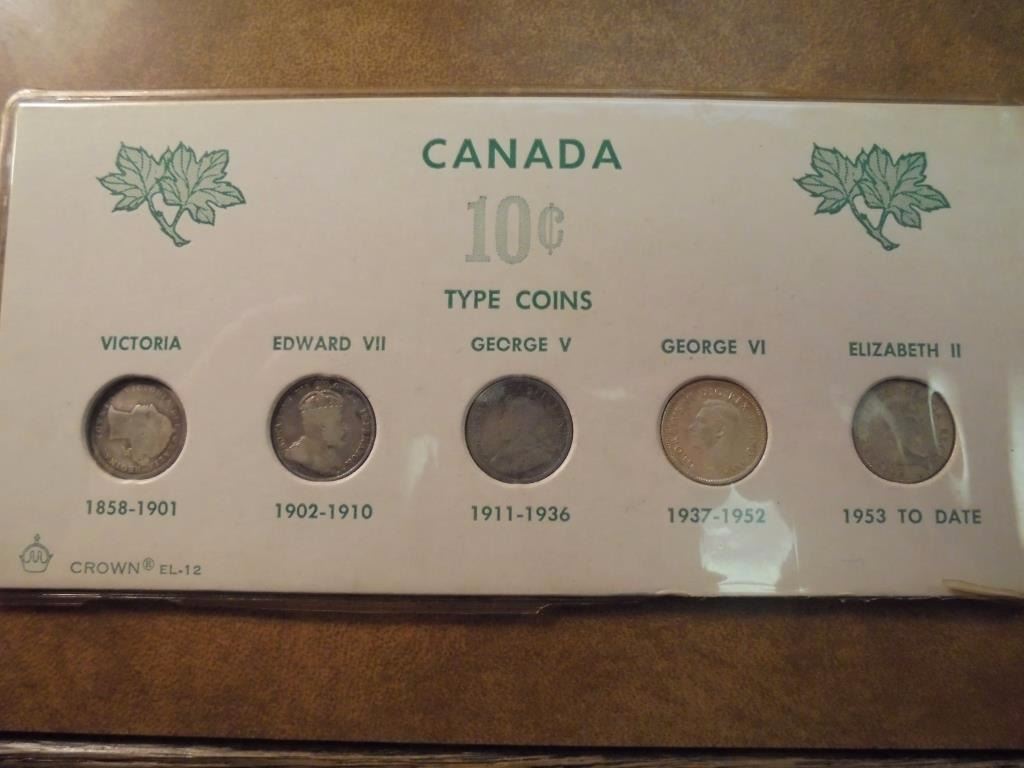 CANADA
10¢
TYPE COINS
VICTORIA EDWARD VII GEORGE V GEORGE VI ELIZABETH II
1858-1901 1902-1910 1911-1936 1937-1952 1953 TO DATE
CROWN® EL-12